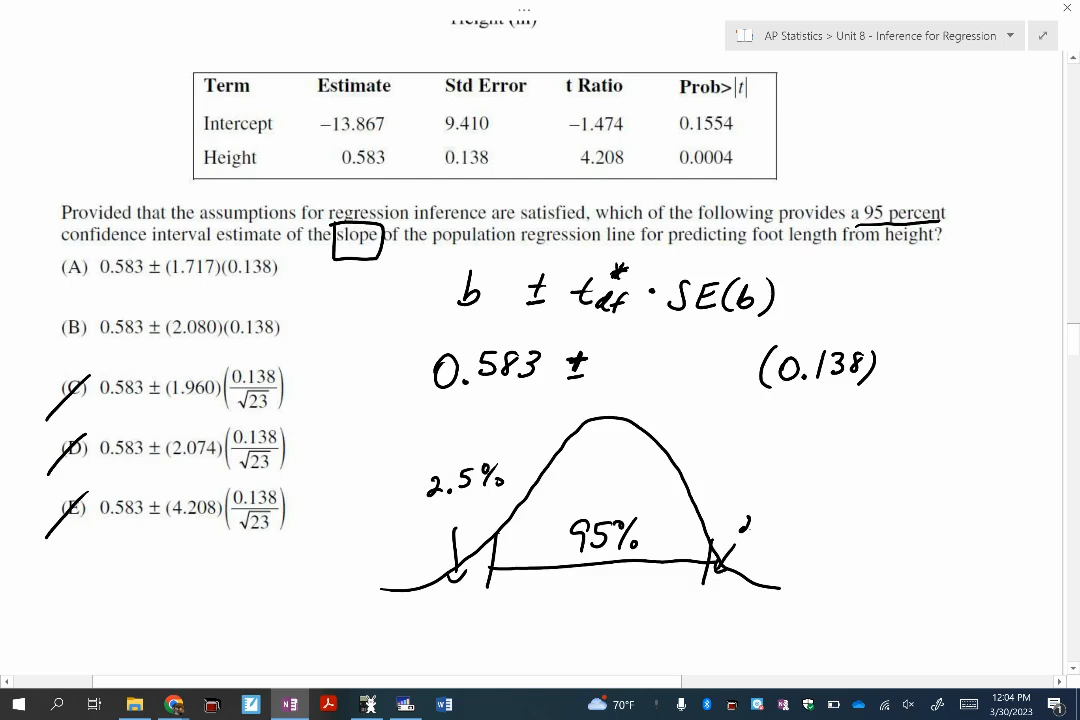 AP Statistics > Unit 8 - Inference for Regression
Height (in)
Term Estimate Std Error t Ratio Prob>|t|
Intercept −13.867 9.410 −1.474 0.1554
Height 0.583 0.138 4.208 0.0004
Provided that the assumptions for regression inference are satisfied, which of the following provides a 95 percent
confidence interval estimate of the slope of the population regression line for predicting foot length from height?
(A) 0.583 ± (1.717)(0.138)
b ± t*df · SE(b)
(B) 0.583 ± (2.080)(0.138)
0.583 ± (0.138)
(C) 0.583 ± (1.960)(0.138/√23)
(D) 0.583 ± (2.074)(0.138/√23)
2.5%
(E) 0.583 ± (4.208)(0.138/√23)
95%
70°F
12:04 PM
3/30/2023